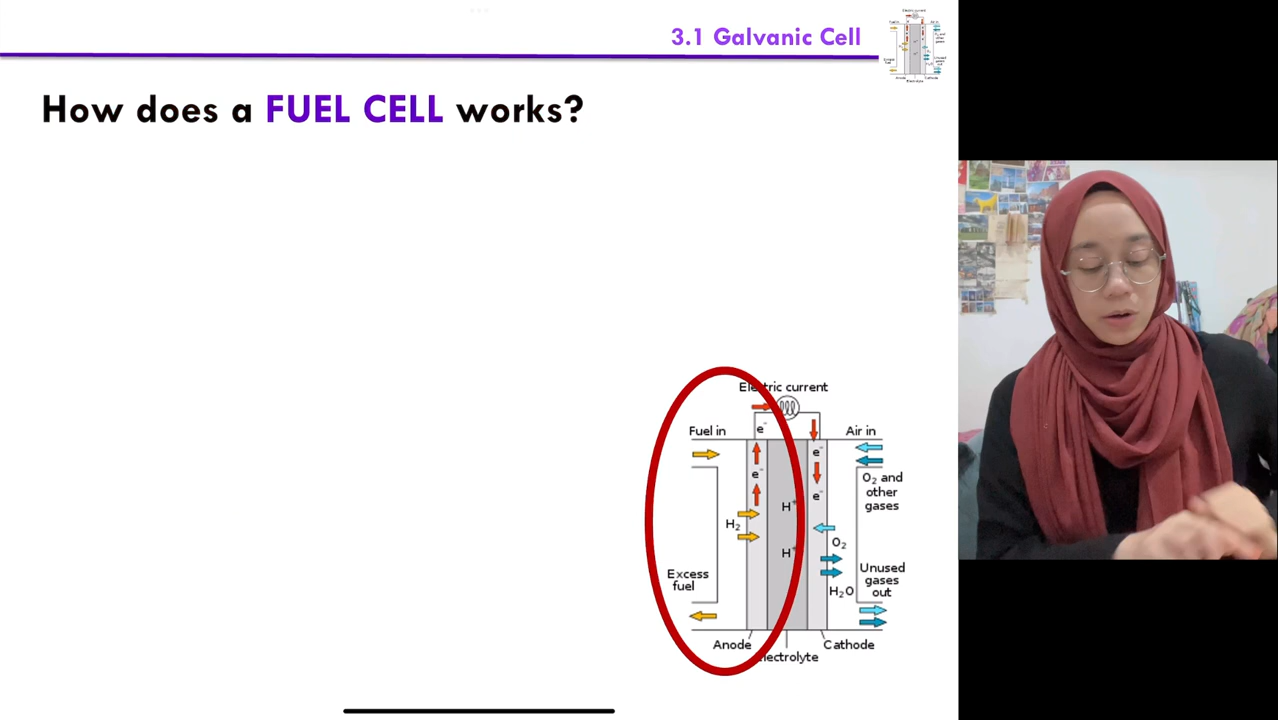 3.1 Galvanic Cell
How does a FUEL CELL works?
Electric current
Fuel in
e⁻
Air in
e⁻
e⁻
O₂ and
other
gases
e⁻
H⁺
H₂
O₂
H⁺
Excess
fuel
Unused
gases
out
H₂O
Anode
Cathode
Electrolyte